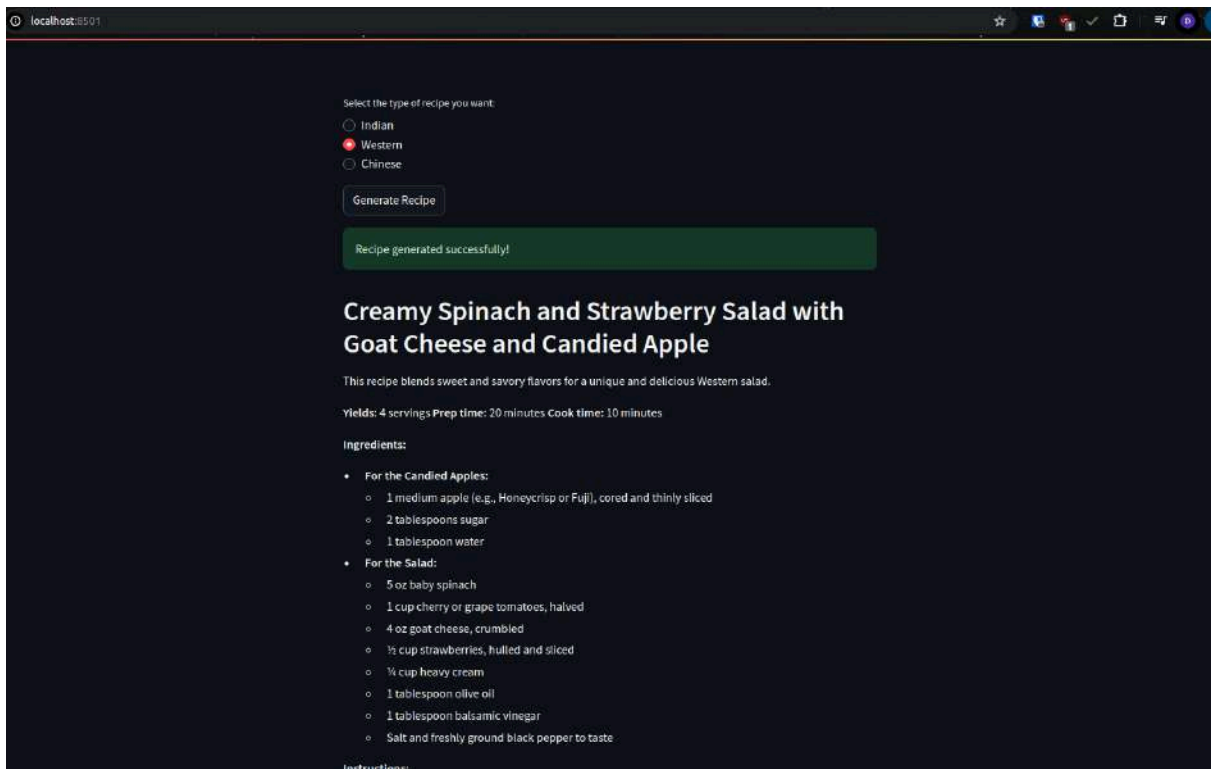 localhost:8501
Select the type of recipe you want:
Indian
Western
Chinese
Generate Recipe
Recipe generated successfully!
Creamy Spinach and Strawberry Salad with
Goat Cheese and Candied Apple
This recipe blends sweet and savory flavors for a unique and delicious Western salad.
Yields: 4 servings Prep time: 20 minutes Cook time: 10 minutes
Ingredients:
• For the Candied Apples:
◦ 1 medium apple (e.g., Honeycrisp or Fuji), cored and thinly sliced
◦ 2 tablespoons sugar
◦ 1 tablespoon water
• For the Salad:
◦ 5 oz baby spinach
◦ 1 cup cherry or grape tomatoes, halved
◦ 4 oz goat cheese, crumbled
◦ ½ cup strawberries, hulled and sliced
◦ ¼ cup heavy cream
◦ 1 tablespoon olive oil
◦ 1 tablespoon balsamic vinegar
◦ Salt and freshly ground black pepper to taste
Instructions: